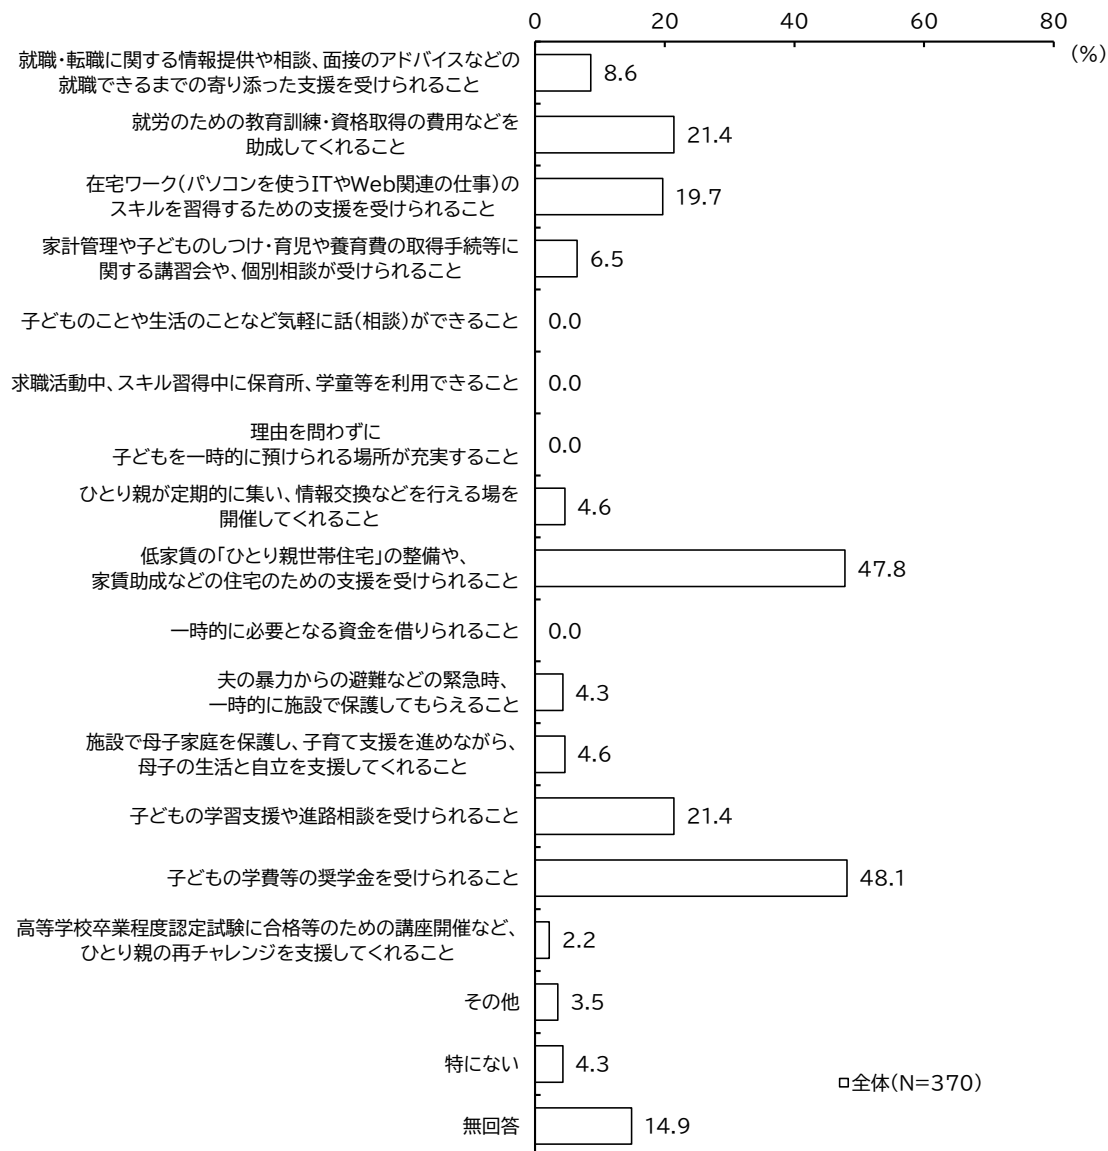 0 20 40 60 80
(%)
就職・転職に関する情報提供や相談、面接のアドバイスなどの
就職できるまでの寄り添った支援を受けられること
8.6
就労のための教育訓練・資格取得の費用などを
助成してくれること
21.4
在宅ワーク(パソコンを使うITやWeb関連の仕事)の
スキルを習得するための支援を受けられること
19.7
家計管理や子どものしつけ・育児や養育費の取得手続等に
関する講習会や、個別相談が受けられること
6.5
子どものことや生活のことなど気軽に話(相談)ができること
0.0
求職活動中、スキル習得中に保育所、学童等を利用できること
0.0
理由を問わずに
子どもを一時的に預けられる場所が充実すること
0.0
ひとり親が定期的に集い、情報交換などを行える場を
開催してくれること
4.6
低家賃の「ひとり親世帯住宅」の整備や、
家賃助成などの住宅のための支援を受けられること
47.8
一時的に必要となる資金を借りられること
0.0
夫の暴力からの避難などの緊急時、
一時的に施設で保護してもらえること
4.3
施設で母子家庭を保護し、子育て支援を進めながら、
母子の生活と自立を支援してくれること
4.6
子どもの学習支援や進路相談を受けられること
21.4
子どもの学費等の奨学金を受けられること
48.1
高等学校卒業程度認定試験に合格等のための講座開催など、
ひとり親の再チャレンジを支援してくれること
2.2
その他
3.5
特にない
4.3
全体(N=370)
無回答
14.9